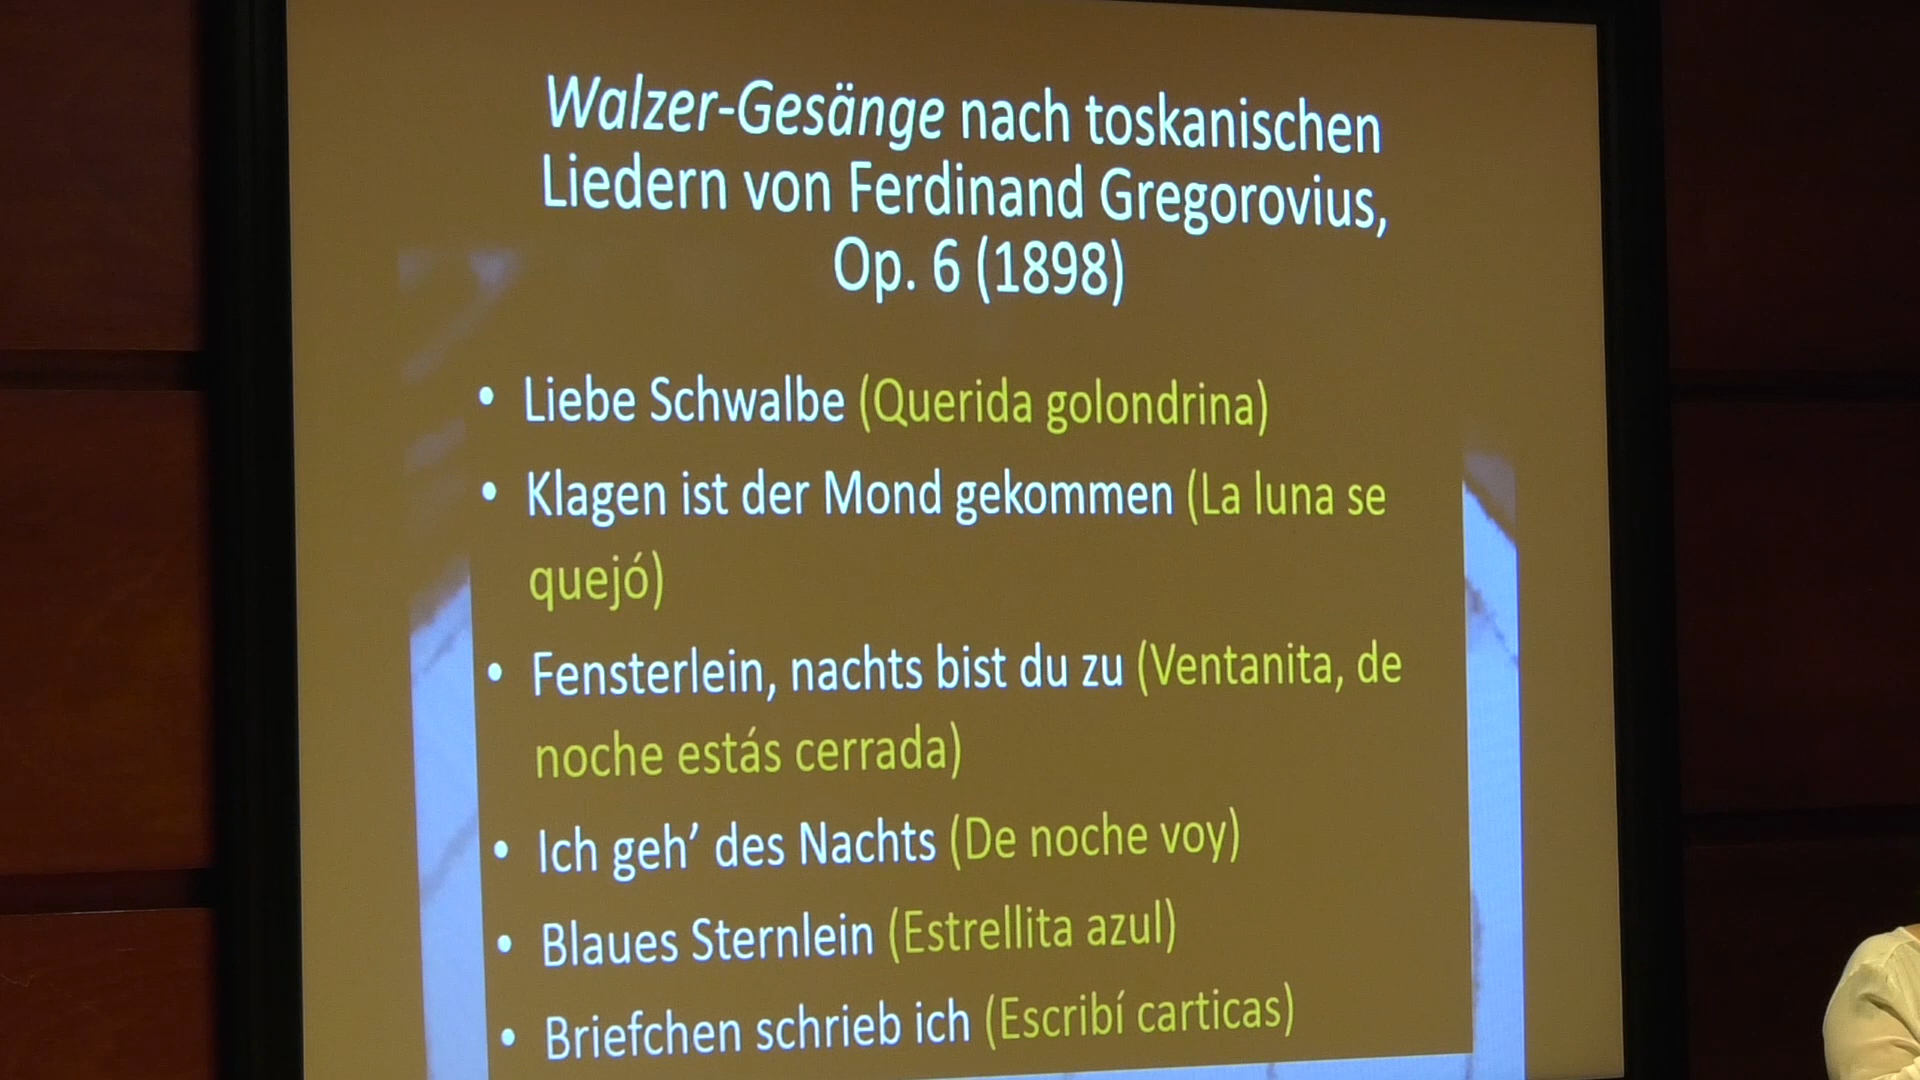 Walzer-Gesänge nach toskanischen
Liedern von Ferdinand Gregorovius,
Op. 6 (1898)
• Liebe Schwalbe (Querida golondrina)
• Klagen ist der Mond gekommen (La luna se
quejó)
• Fensterlein, nachts bist du zu (Ventanita, de
noche estás cerrada)
• Ich geh’ des Nachts (De noche voy)
• Blaues Sternlein (Estrellita azul)
• Briefchen schrieb ich (Escribí carticas)